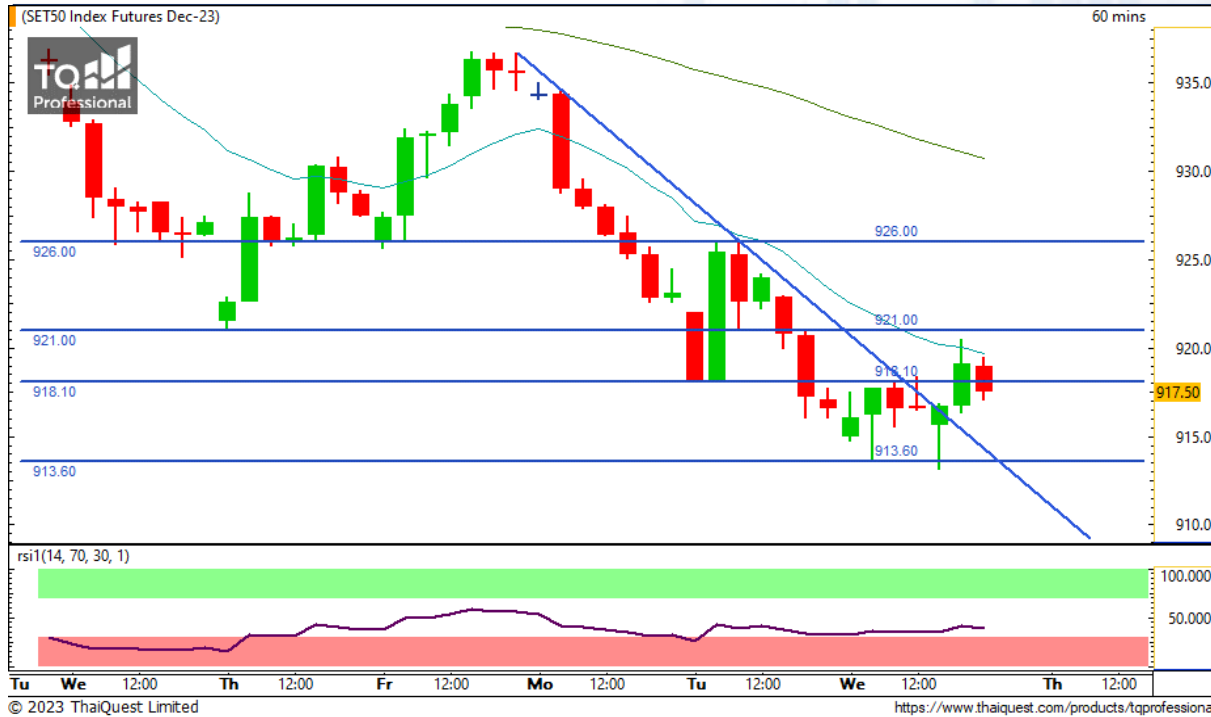 (SET50 Index Futures Dec-23) 60 mins
TQ
Professional
935.0
930.0
926.00
926.00
925.0
921.00
921.00
920.0
918.10
918.10
917.50
915.0
913.60
913.60
910.0
rsi1(14, 70, 30, 1)
100.000
50.000
Tu We 12:00 Th 12:00 Fr 12:00 Mo 12:00 Tu 12:00 We 12:00 Th 12:00
© 2023 ThaiQuest Limited https://www.thaiquest.com/products/tqprofessiona